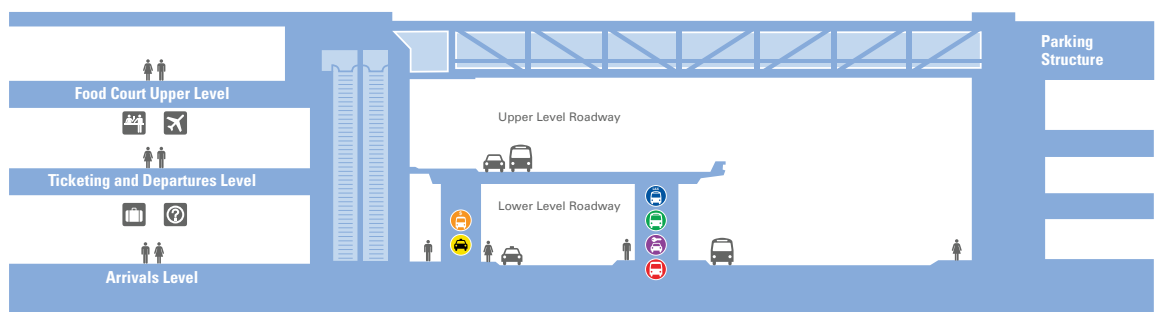 Parking
Structure
Food Court Upper Level
Upper Level Roadway
Ticketing and Departures Level
Lower Level Roadway
Arrivals Level